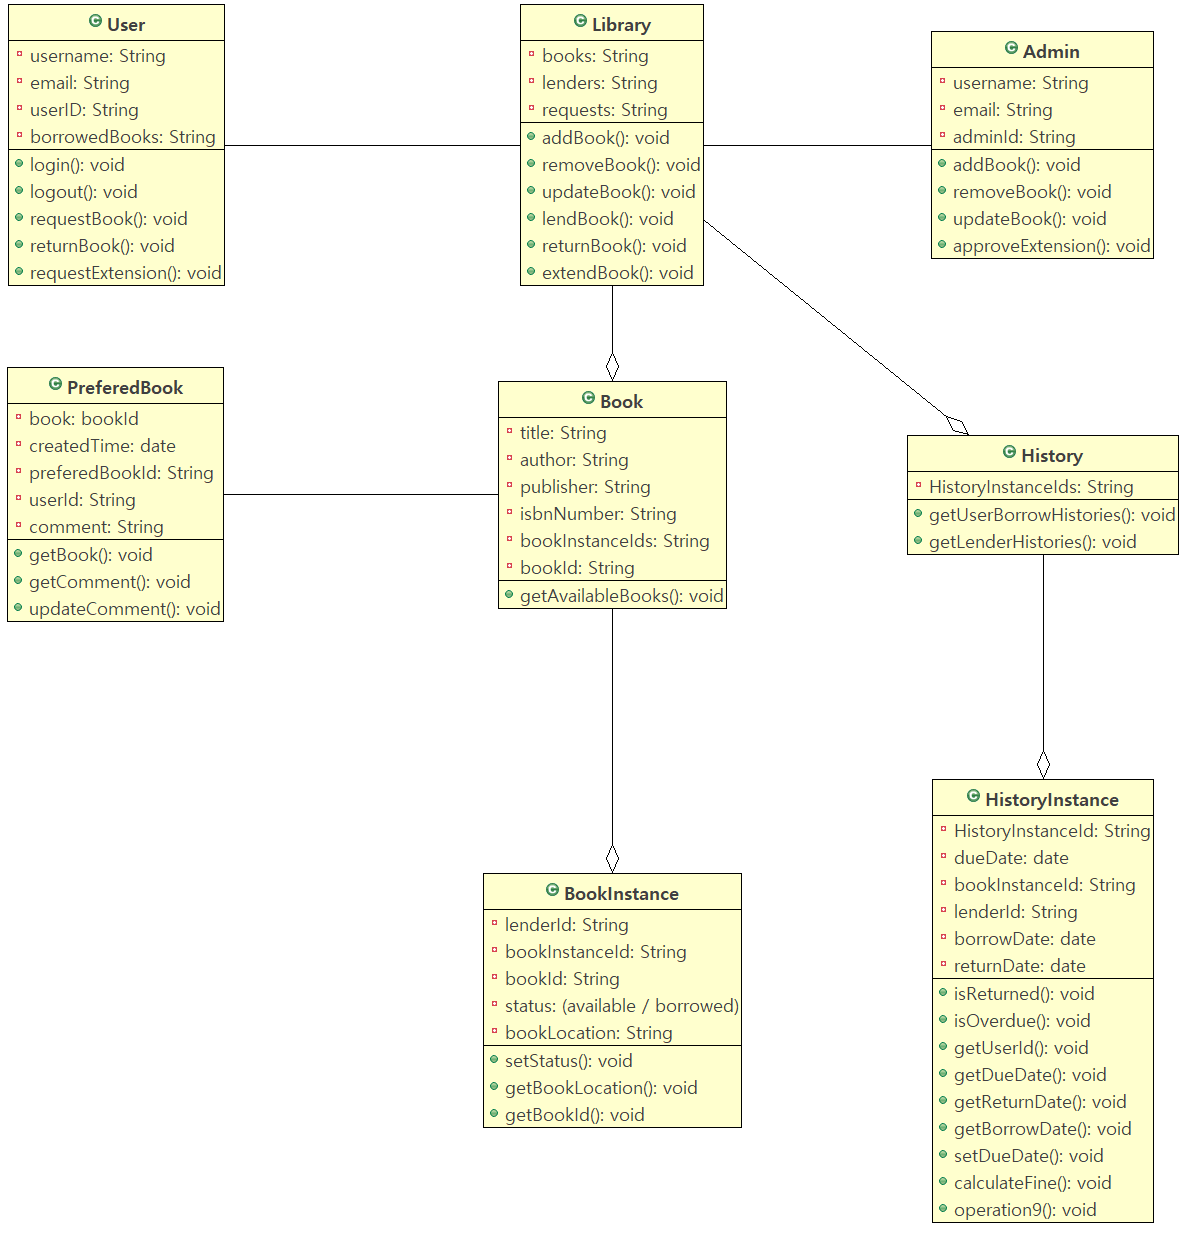 User
username: String
email: String
userID: String
borrowedBooks: String
login(): void
logout(): void
requestBook(): void
returnBook(): void
requestExtension(): void
Library
books: String
lenders: String
requests: String
addBook(): void
removeBook(): void
updateBook(): void
lendBook(): void
returnBook(): void
extendBook(): void
Admin
username: String
email: String
adminId: String
addBook(): void
removeBook(): void
updateBook(): void
approveExtension(): void
PreferedBook
book: bookId
createdTime: date
preferedBookId: String
userId: String
comment: String
getBook(): void
getComment(): void
updateComment(): void
Book
title: String
author: String
publisher: String
isbnNumber: String
bookInstanceIds: String
bookId: String
getAvailableBooks(): void
History
HistoryInstanceIds: String
getUserBorrowHistories(): void
getLenderHistories(): void
BookInstance
lenderId: String
bookInstanceId: String
bookId: String
status: (available / borrowed)
bookLocation: String
setStatus(): void
getBookLocation(): void
getBookId(): void
HistoryInstance
HistoryInstanceId: String
dueDate: date
bookInstanceId: String
lenderId: String
borrowDate: date
returnDate: date
isReturned(): void
isOverdue(): void
getUserId(): void
getDueDate(): void
getReturnDate(): void
getBorrowDate(): void
setDueDate(): void
calculateFine(): void
operation9(): void